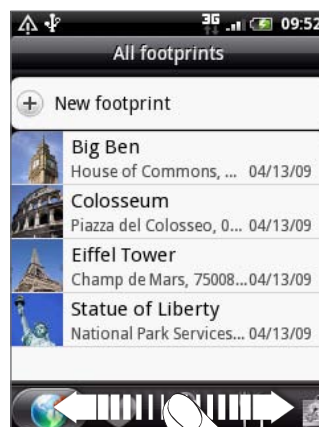 3G 09:52
All footprints
New footprint
Big Ben
House of Commons, ... 04/13/09
Colosseum
Piazza del Colosseo, 0... 04/13/09
Eiffel Tower
Champ de Mars, 75008...04/13/09
Statue of Liberty
National Park Services... 04/13/09